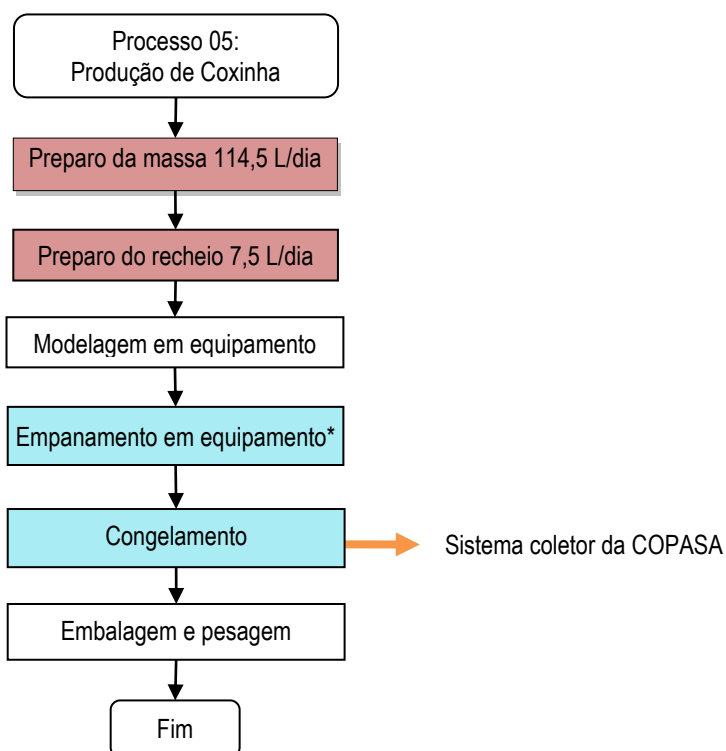 Processo 05:
Produção de Coxinha
Preparo da massa 114,5 L/dia
Preparo do recheio 7,5 L/dia
Modelagem em equipamento
Empanamento em equipamento*
Congelamento
Sistema coletor da COPASA
Embalagem e pesagem
Fim